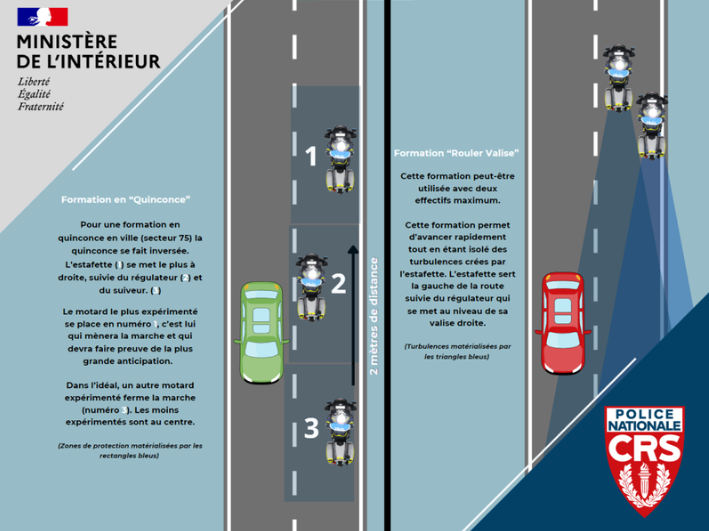 MINISTÈRE
DE L'INTÉRIEUR
Liberté
Égalité
Fraternité
Formation en "Quinconce"
Pour une formation en
quinconce en ville (secteur 75) la
quinconce se fait inversée.
L'estafette (1) se met le plus à
droite, suivie du régulateur (2) et
du suiveur. (3)
Le motard le plus expérimenté
se place en numéro 1, c'est lui
qui mènera la marche et qui
devra faire preuve de la plus
grande anticipation.
Dans l'idéal, un autre motard
expérimenté ferme la marche
(numéro 3). Les moins
expérimentés sont au centre.
(Zones de protection matérialisées par les
rectangles bleus)
1
2
3
2 mètres de distance
Formation "Rouler Valise"
Cette formation peut-être
utilisée avec deux
effectifs maximum.
Cette formation permet
d'avancer rapidement
tout en étant isolé des
turbulences crées par
l'estafette. L'estafette sert
la gauche de la route
suivie du régulateur qui
se met au niveau de sa
valise droite.
(Turbulences matérialisées par
les triangles bleus)
POLICE
NATIONALE
CRS